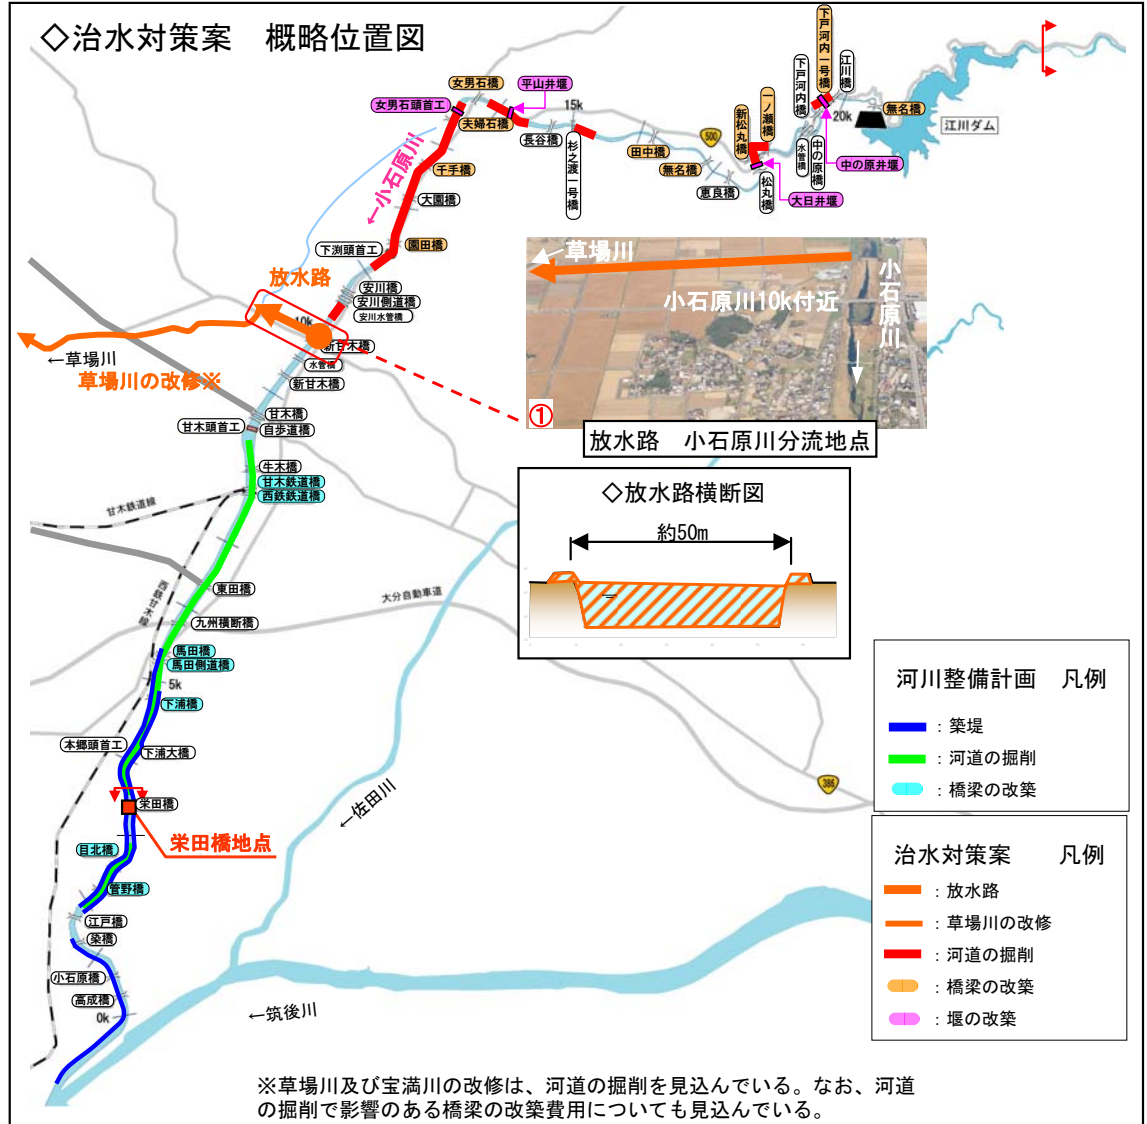 ◇治水対策案 概略位置図
女男石橋
平山井堰
女男石頭首工
夫婦石橋
15k
長谷橋
杉之渡一号橋
田中橋
無名橋
恵良橋
500
新松丸橋
一ノ瀬橋
松丸橋
大日井堰
下戸河内橋
下戸河内一号橋
江川橋
20k
無名橋
江川ダム
水管橋
中の原橋
中の原井堰
←小石原川
千手橋
大園橋
園田橋
下渕頭首工
放水路
安川橋
安川側道橋
安川水管橋
10k
新甘木橋
水管橋
新甘木橋
←草場川
草場川の改修※
甘木橋
甘木頭首工
自歩道橋
牛木橋
甘木鉄道橋
西鉄鉄道橋
甘木鉄道線
西鉄甘木線
東田橋
大分自動車道
九州横断橋
馬田橋
馬田側道橋
5k
下浦橋
本郷頭首工
下浦大橋
栄田橋
栄田橋地点
目北橋
管野橋
江戸橋
染橋
小石原橋
高成橋
0k
←佐田川
←筑後川
386
草場川
小石原川10k付近
小石原川
①
放水路 小石原川分流地点
◇放水路横断図
約50m
河川整備計画 凡例
：築堤
：河道の掘削
：橋梁の改築
治水対策案 凡例
：放水路
：草場川の改修
：河道の掘削
：橋梁の改築
：堰の改築
※草場川及び宝満川の改修は、河道の掘削を見込んでいる。なお、河道
の掘削で影響のある橋梁の改築費用についても見込んでいる。